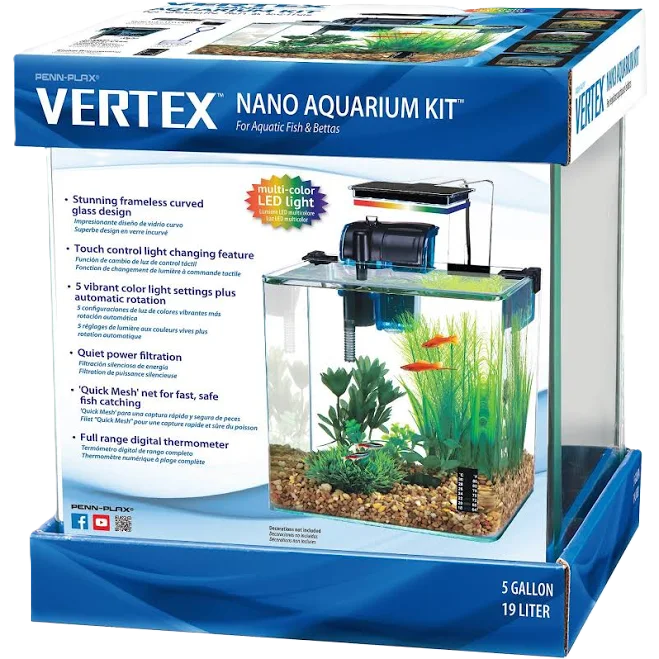 PENN-PLAX®
VERTEX™ NANO AQUARIUM KIT™
For Aquatic Fish & Bettas
VERTEX NANO AQUARIUM KIT
• Stunning frameless curved
glass design
Impresionante diseño de vidrio curvo
Superbe design en verre incurvé
• Touch control light changing feature
Función de cambio de luz de control táctil
Fonction de changement de lumière à commande tactile
• 5 vibrant color light settings plus
automatic rotation
5 configuraciones de luz de colores vibrantes más
rotación automática
5 réglages de lumière aux couleurs vives plus
rotation automatique
• Quiet power filtration
Filtración silenciosa de energía
Filtration de puissance silencieuse
• 'Quick Mesh' net for fast, safe
fish catching
'Quick Mesh' para una captura rápida y segura de peces
Filet "Quick Mesh" pour une capture rapide et sûre du poisson
• Full range digital thermometer
Termómetro digital de rango completo
Thermomètre numérique à plage complète
multi-color
LED light
PENN-PLAX®
Decorations not included
Decoraciones no incluidas
Décorations non incluses
5 GALLON
19 LITER